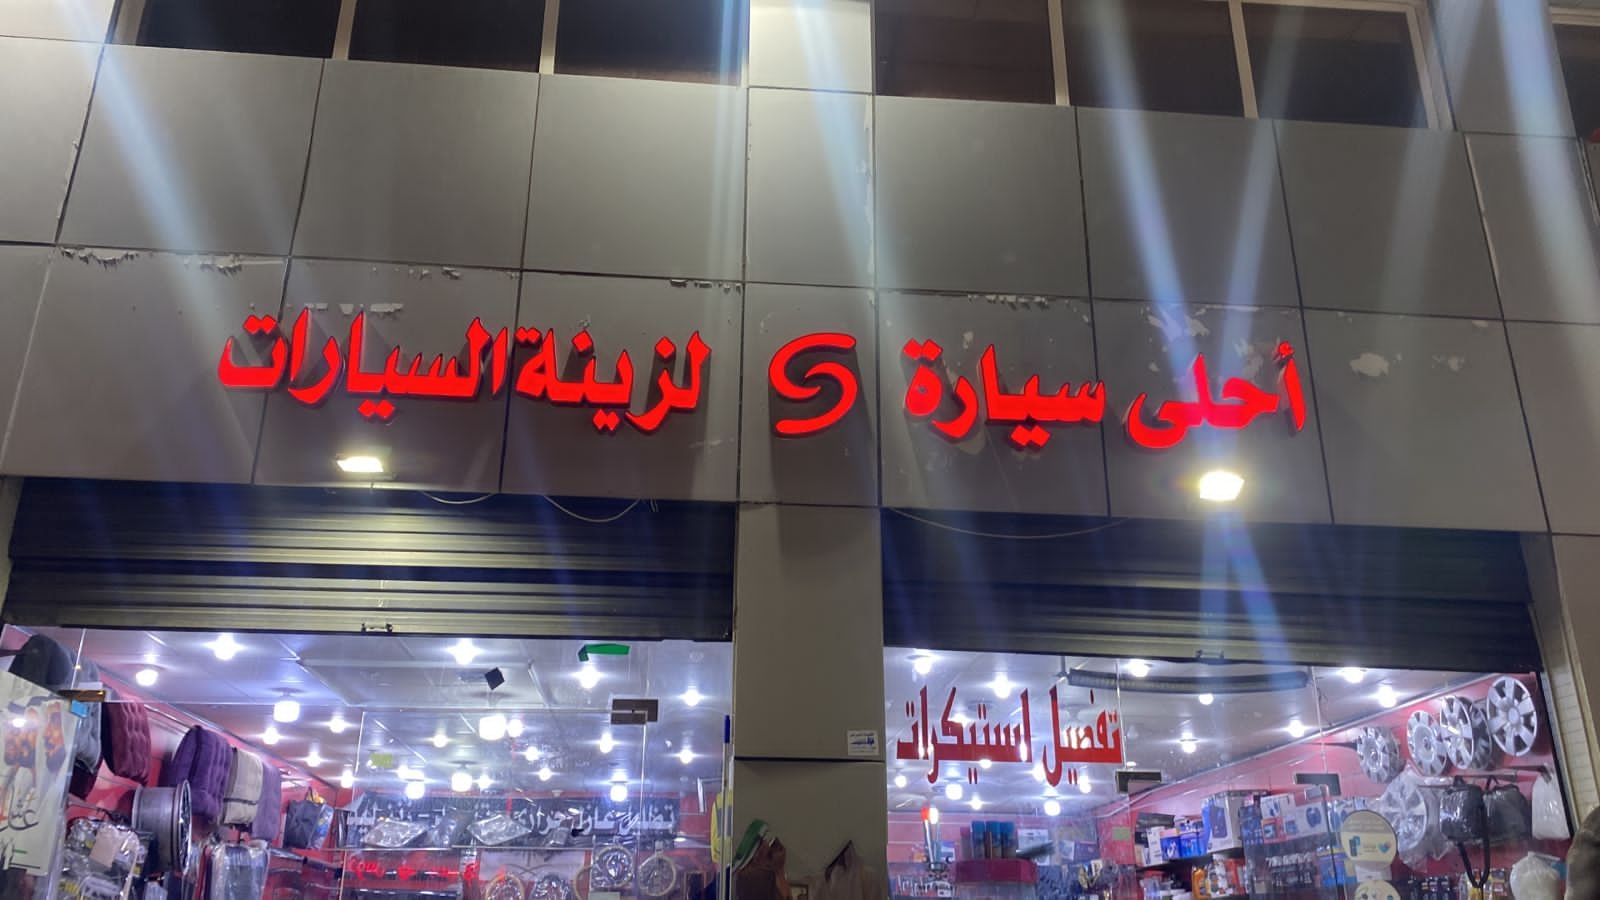 أحلى سيارة لزينة السيارات
تفصيل استيكرات